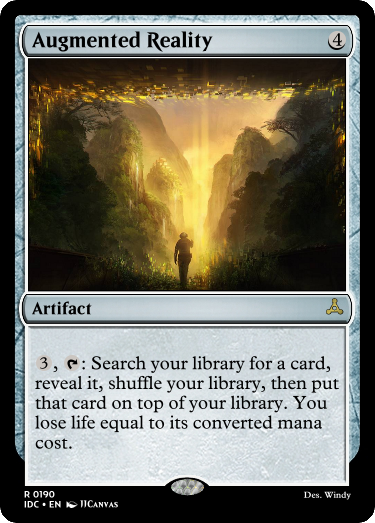 Augmented Reality 4
Artifact
3, : Search your library for a card,
reveal it, shuffle your library, then put
that card on top of your library. You
lose life equal to its converted mana
cost.
R 0190
IDC • EN JJCanvas
Des. Windy